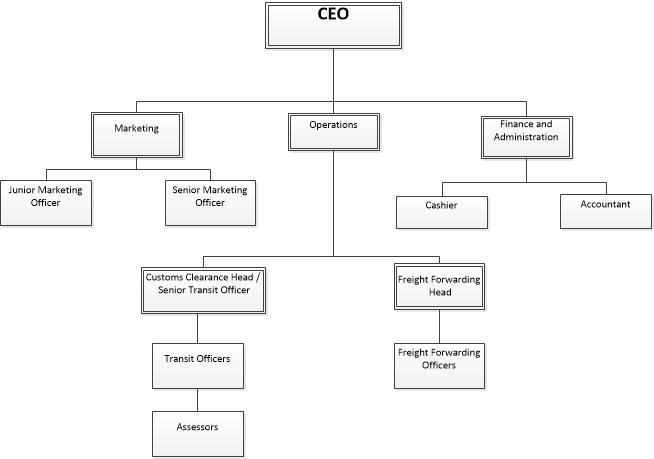 CEO
Marketing
Operations
Finance and
Administration
Junior Marketing
Officer
Senior Marketing
Officer
Cashier
Accountant
Customs Clearance Head /
Senior Transit Officer
Freight Forwarding
Head
Transit Officers
Freight Forwarding
Officers
Assessors